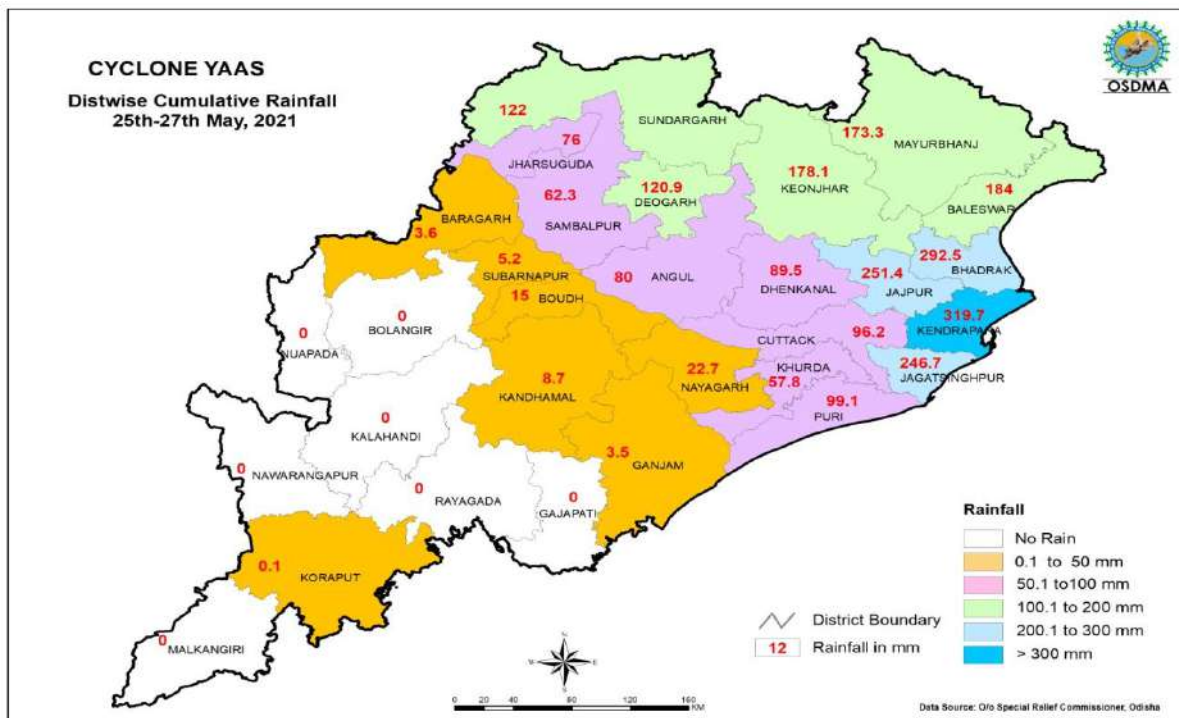 CYCLONE YAAS
Distwise Cumulative Rainfall
25th-27th May, 2021
OSDMA
122
SUNDARGARH
76
JHARSUGUDA
173.3
MAYURBHANJ
178.1
KEONJHAR
120.9
DEOGARH
184
BALESWAR
62.3
SAMBALPUR
BARAGARH
3.6
5.2
SUBARNAPUR
80
ANGUL
89.5
DHENKANAL
251.4
JAJPUR
292.5
BHADRAK
15
BOUDH
0
BOLANGIR
0
NUAPADA
319.7
KENDRAPARA
96.2
CUTTACK
KHURDA
57.8
246.7
JAGATSINGHPUR
22.7
NAYAGARH
99.1
PURI
8.7
KANDHAMAL
0
KALAHANDI
3.5
GANJAM
0
NAWARANGAPUR
0
RAYAGADA
0
GAJAPATI
0.1
KORAPUT
0
MALKANGIRI
Rainfall
No Rain
0.1 to 50 mm
50.1 to100 mm
100.1 to 200 mm
200.1 to 300 mm
> 300 mm
District Boundary
12 Rainfall in mm
N
E
S
W
0 20 40 80 120 160
KM
Data Source: O/o Special Relief Commissioner, Odisha